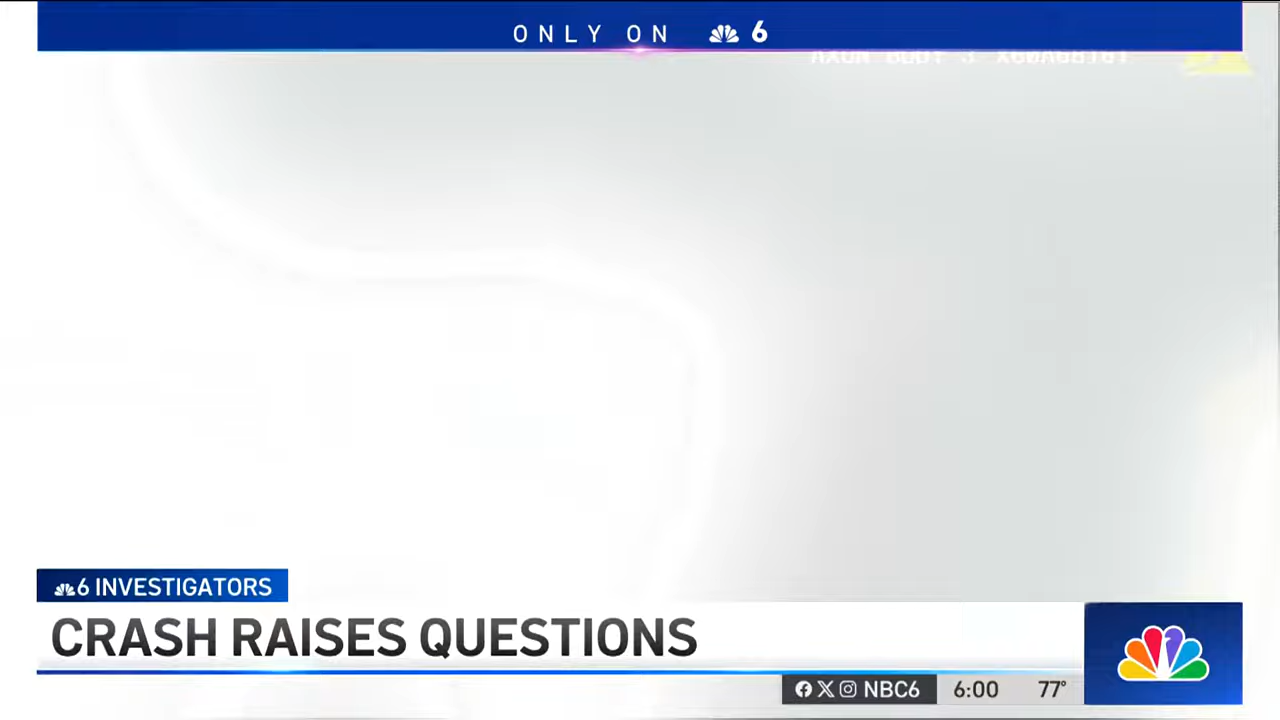 ONLY ON 6
6 INVESTIGATORS
CRASH RAISES QUESTIONS
NBC6 6:00 77°